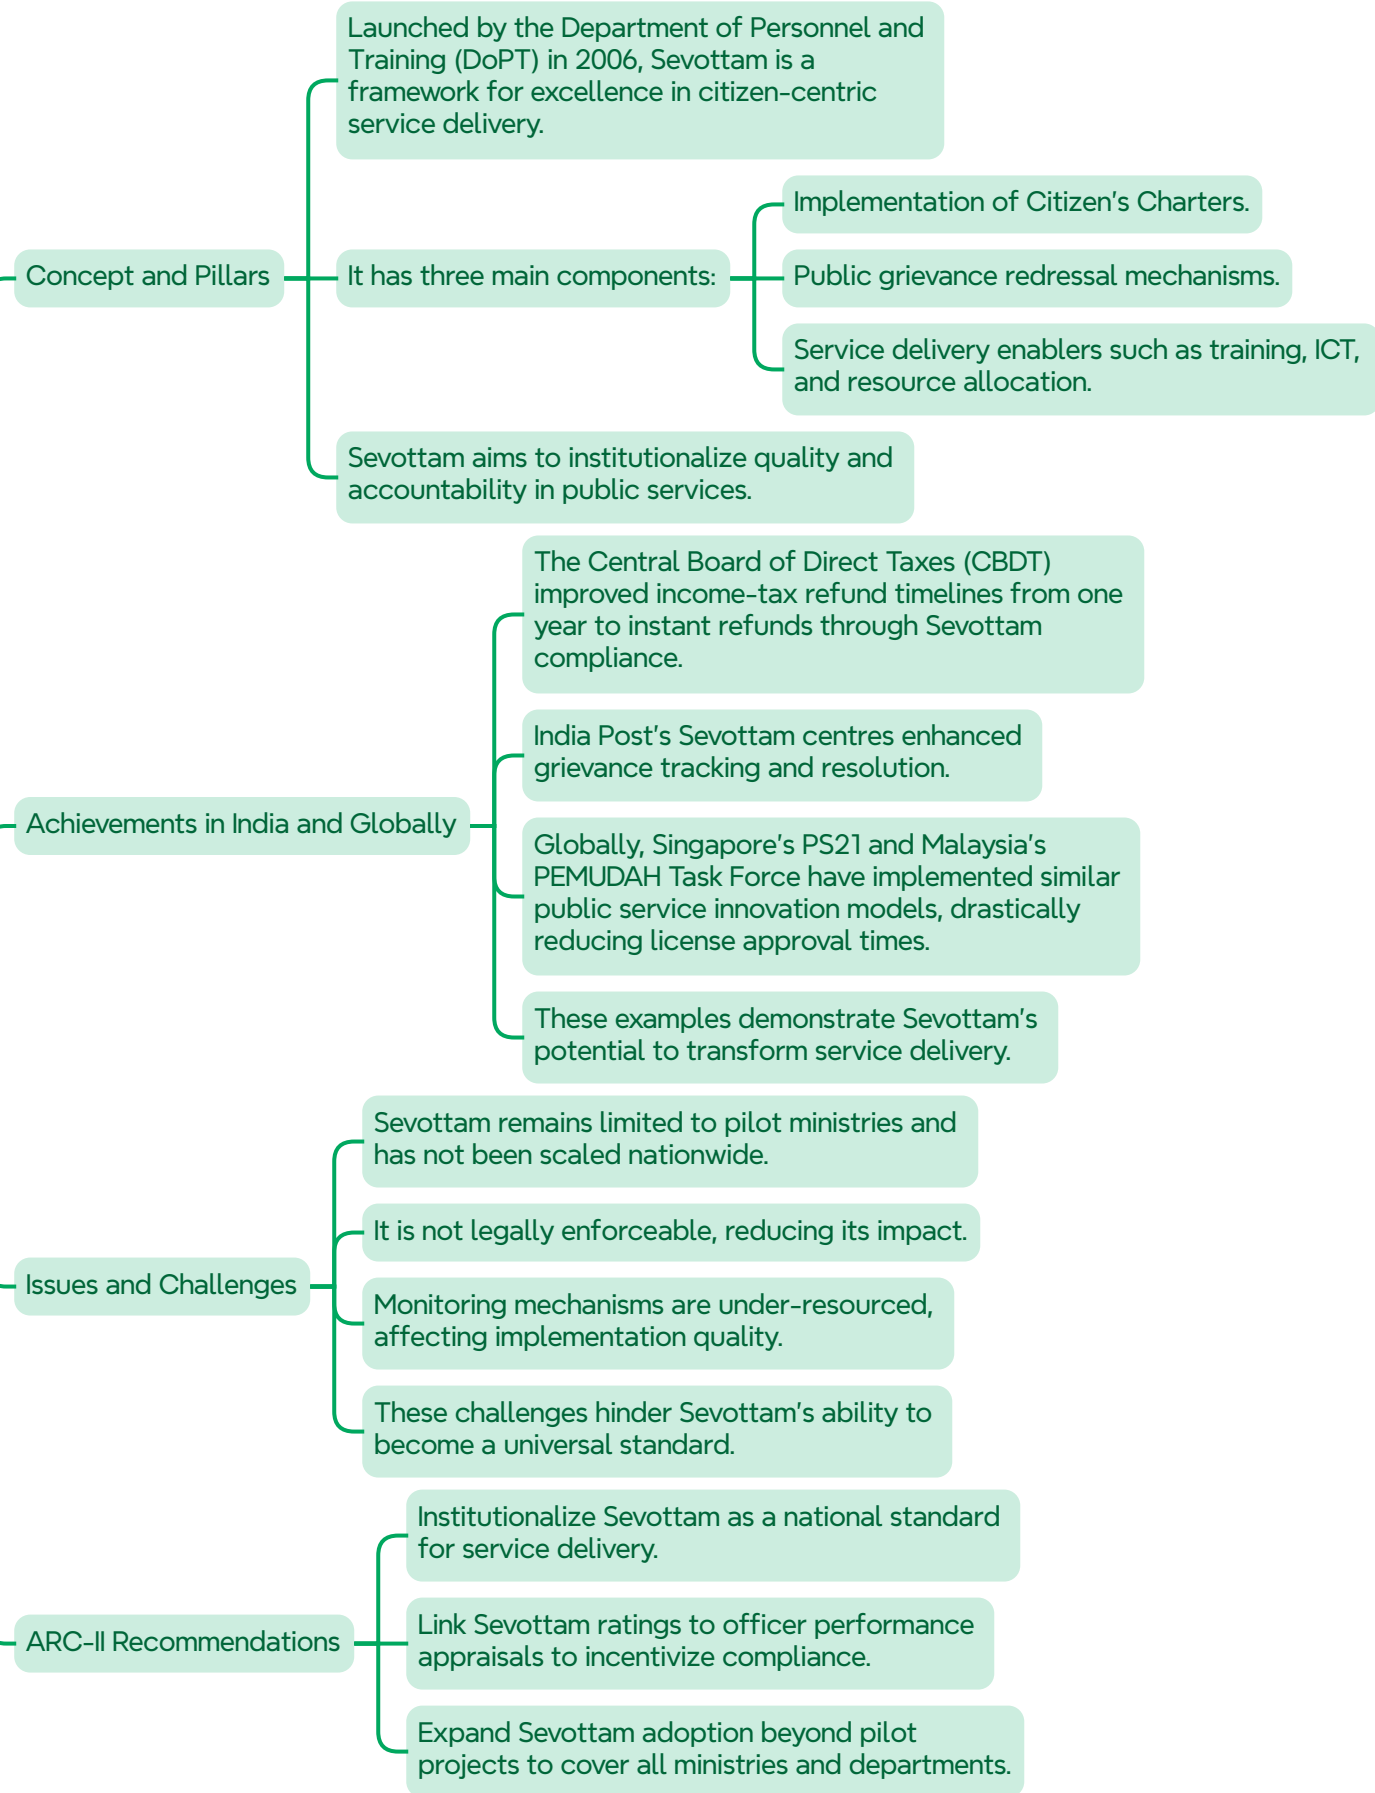 Concept and Pillars
Launched by the Department of Personnel and
Training (DoPT) in 2006, Sevottam is a
framework for excellence in citizen-centric
service delivery.
It has three main components:
Implementation of Citizen's Charters.
Public grievance redressal mechanisms.
Service delivery enablers such as training, ICT,
and resource allocation.
Sevottam aims to institutionalize quality and
accountability in public services.
Achievements in India and Globally
The Central Board of Direct Taxes (CBDT)
improved income-tax refund timelines from one
year to instant refunds through Sevottam
compliance.
India Post's Sevottam centres enhanced
grievance tracking and resolution.
Globally, Singapore's PS21 and Malaysia's
PEMUDAH Task Force have implemented similar
public service innovation models, drastically
reducing license approval times.
These examples demonstrate Sevottam's
potential to transform service delivery.
Issues and Challenges
Sevottam remains limited to pilot ministries and
has not been scaled nationwide.
It is not legally enforceable, reducing its impact.
Monitoring mechanisms are under-resourced,
affecting implementation quality.
These challenges hinder Sevottam's ability to
become a universal standard.
ARC-II Recommendations
Institutionalize Sevottam as a national standard
for service delivery.
Link Sevottam ratings to officer performance
appraisals to incentivize compliance.
Expand Sevottam adoption beyond pilot
projects to cover all ministries and departments.